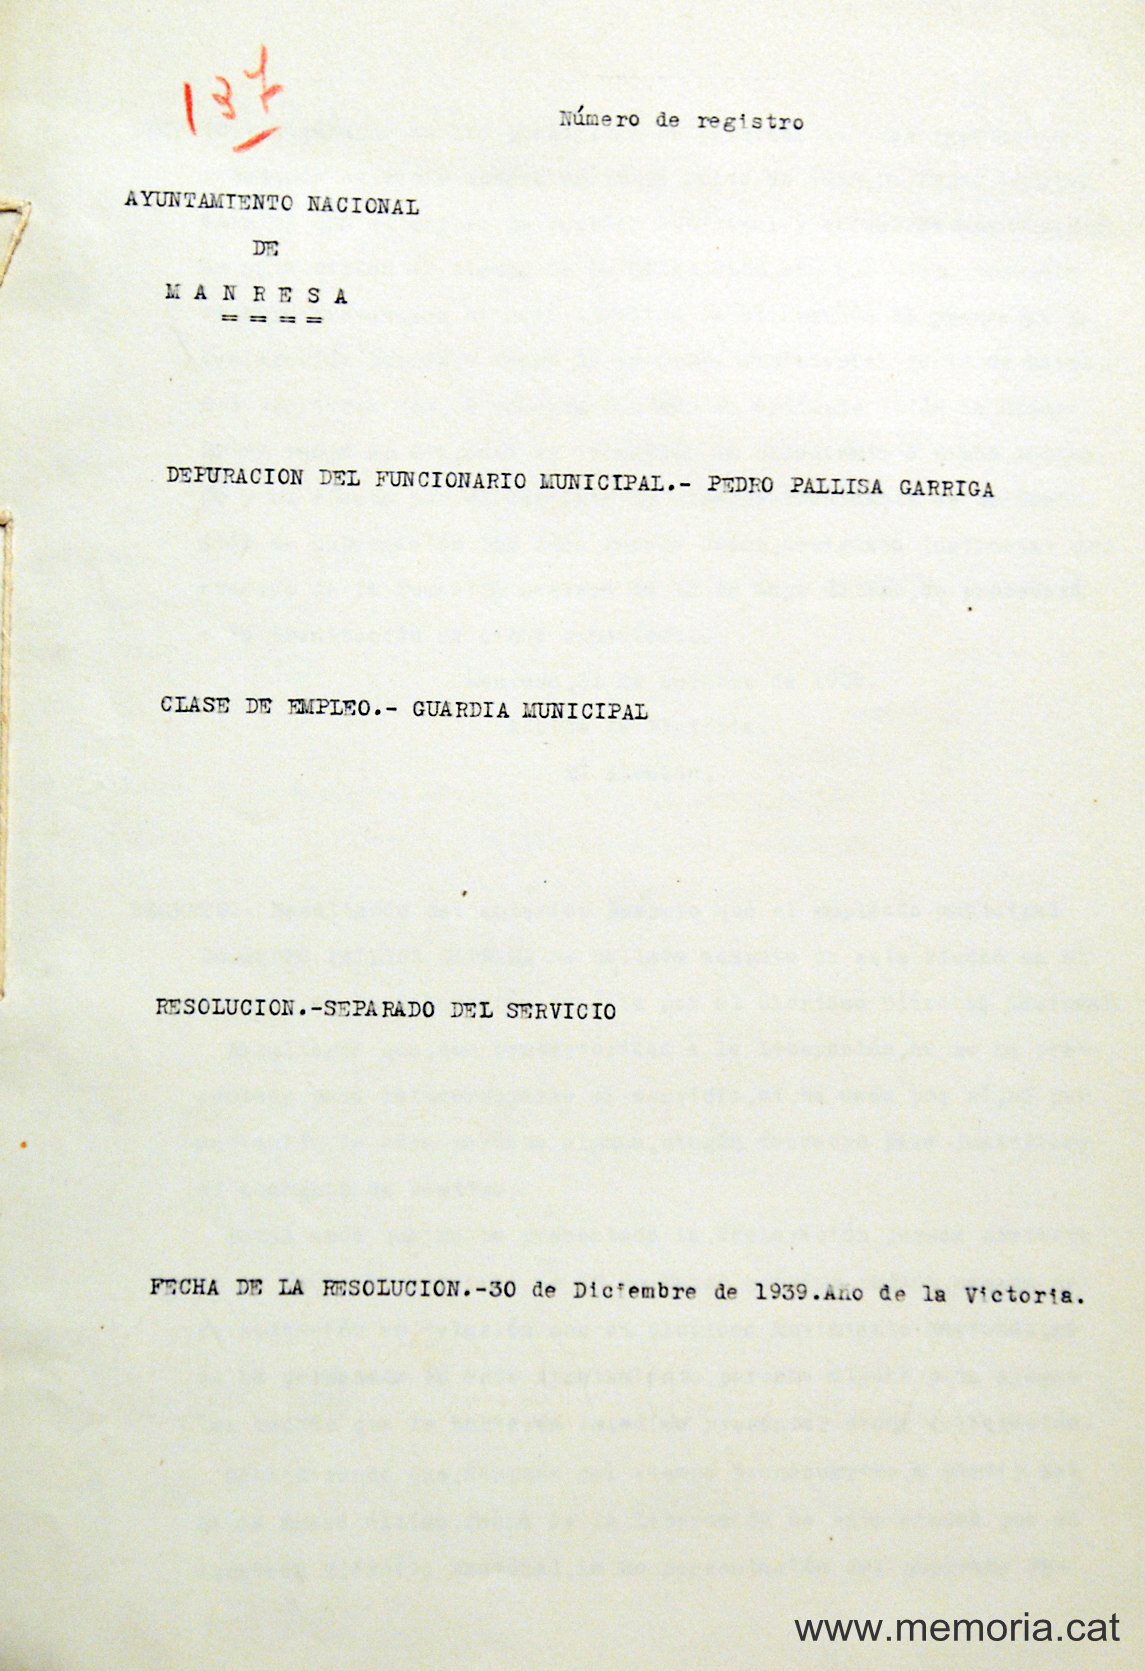 137
Número de registro
AYUNTAMIENTO NACIONAL
DE
M A N R E S A
= = = =
DEPURACION DEL FUNCIONARIO MUNICIPAL.- PEDRO PALLISA GARRIGA
CLASE DE EMPLEO.- GUARDIA MUNICIPAL
RESOLUCION.-SEPARADO DEL SERVICIO
FECHA DE LA RESOLUCION.-30 de Diciembre de 1939.Año de la Victoria.
www.memoria.cat